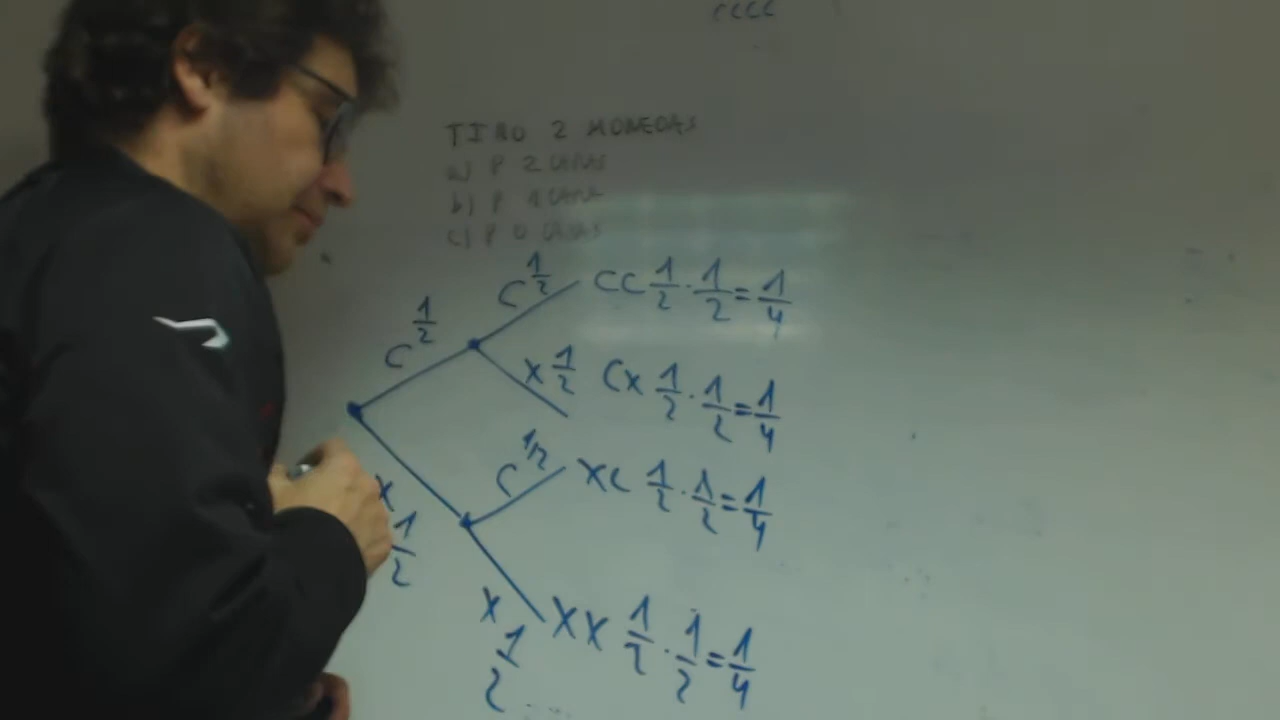 CCCC
TIRO 2 MONEDAS
a) P 2 CARAS
b) P 1 CARA
c) P 0 CARAS
C 1/2
C 1/2
CC 1/2 · 1/2 = 1/4
X 1/2
CX 1/2 · 1/2 = 1/4
X 1/2
C 1/2
XC 1/2 · 1/2 = 1/4
X 1/2
XX 1/2 · 1/2 = 1/4